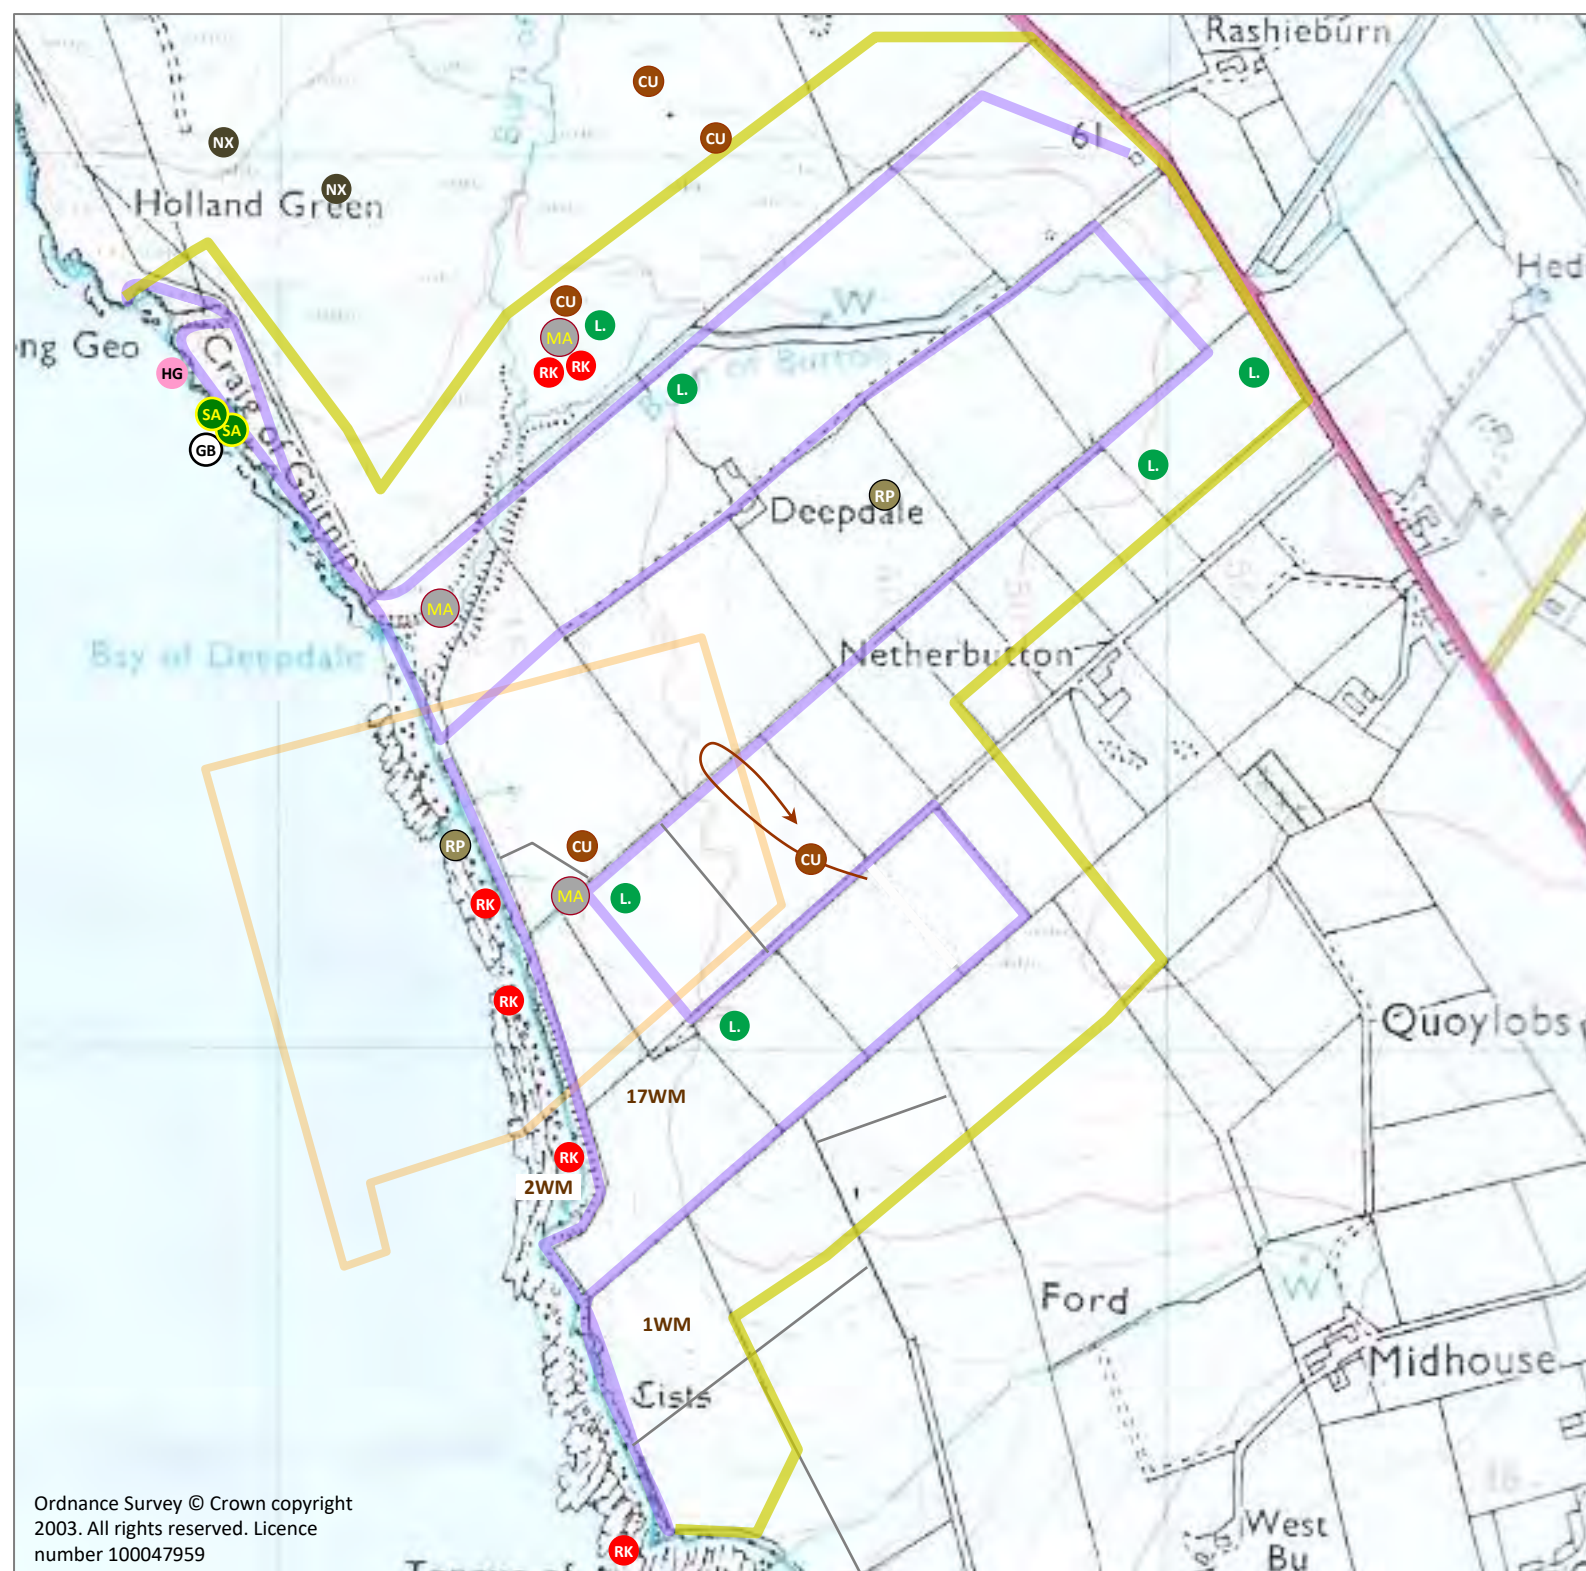 Rashieburn
CU
CU
NX
61
NX
Holland Green
Hed
CU
W
L.
MA
ng Geo
of Burton
HG
RK
RK
L.
L.
Craig of Gairnie
SA
SA
GB
L.
RP
Deepdale
MA
Bay of Deepdale
Netherbutton
RP
CU
CU
MA
L.
RK
RK
L.
Quoylobs
17WM
RK
2WM
W
Ford
1WM
Midhouse
Cists
Ordnance Survey © Crown copyright
2003. All rights reserved. Licence
number 100047959
West
Bu
RK